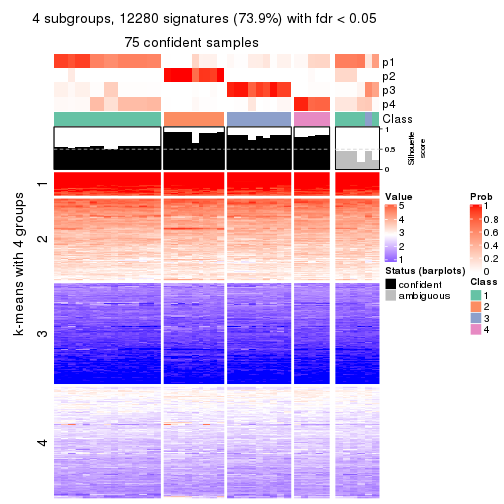 4 subgroups, 12280 signatures (73.9%) with fdr < 0.05
75 confident samples
p1
p2
p3
p4
Class
1
0.5
0
Silhouette
score
k-means with 4 groups
1
2
3
4
Value
5
4
3
2
1
Status (barplots)
confident
ambiguous
Prob
1
0.8
0.6
0.4
0.2
0
Class
1
2
3
4